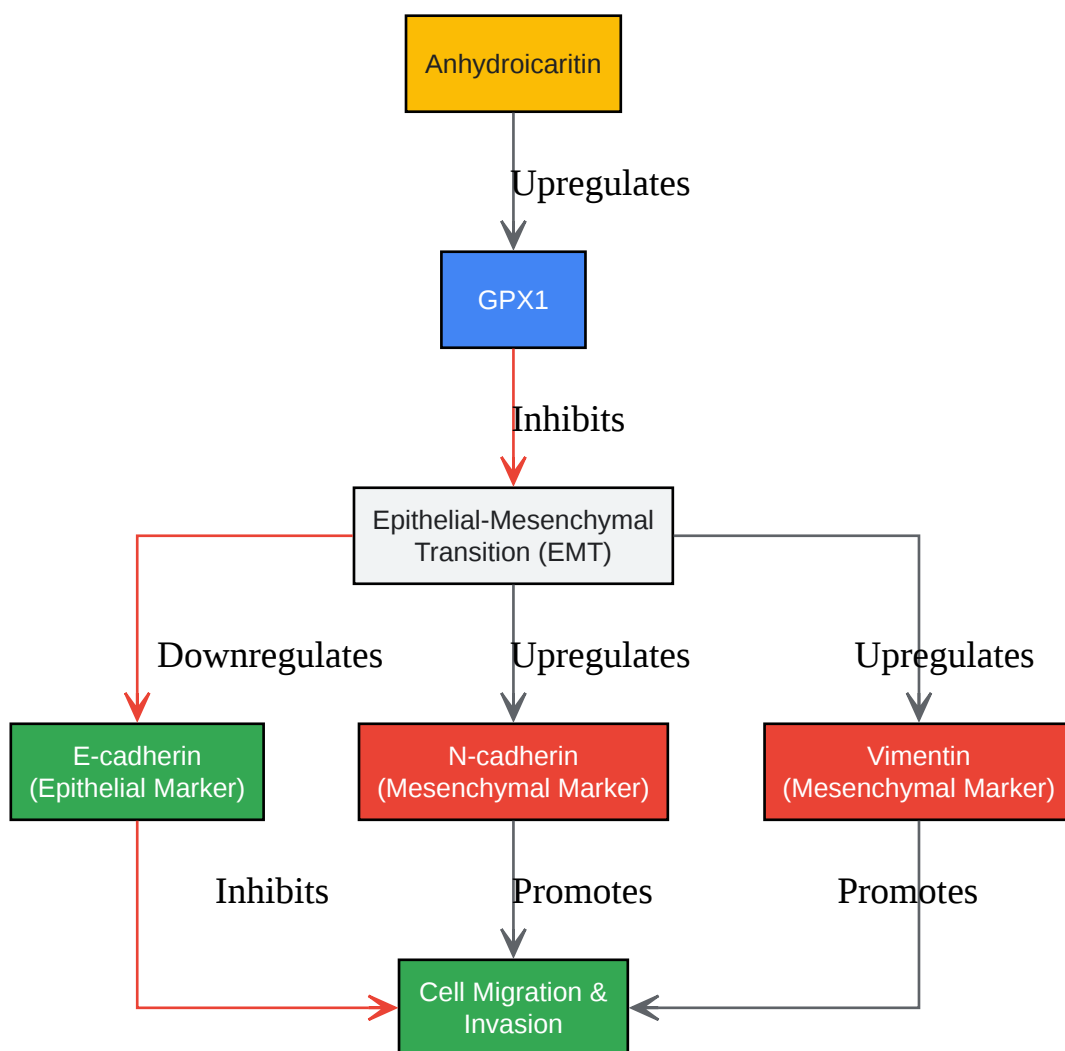 Anhydroicaritin
Upregulates
GPX1
Inhibits
Epithelial-Mesenchymal
Transition (EMT)
Downregulates
Upregulates
Upregulates
E-cadherin
(Epithelial Marker)
N-cadherin
(Mesenchymal Marker)
Vimentin
(Mesenchymal Marker)
Inhibits
Promotes
Promotes
Cell Migration &
Invasion